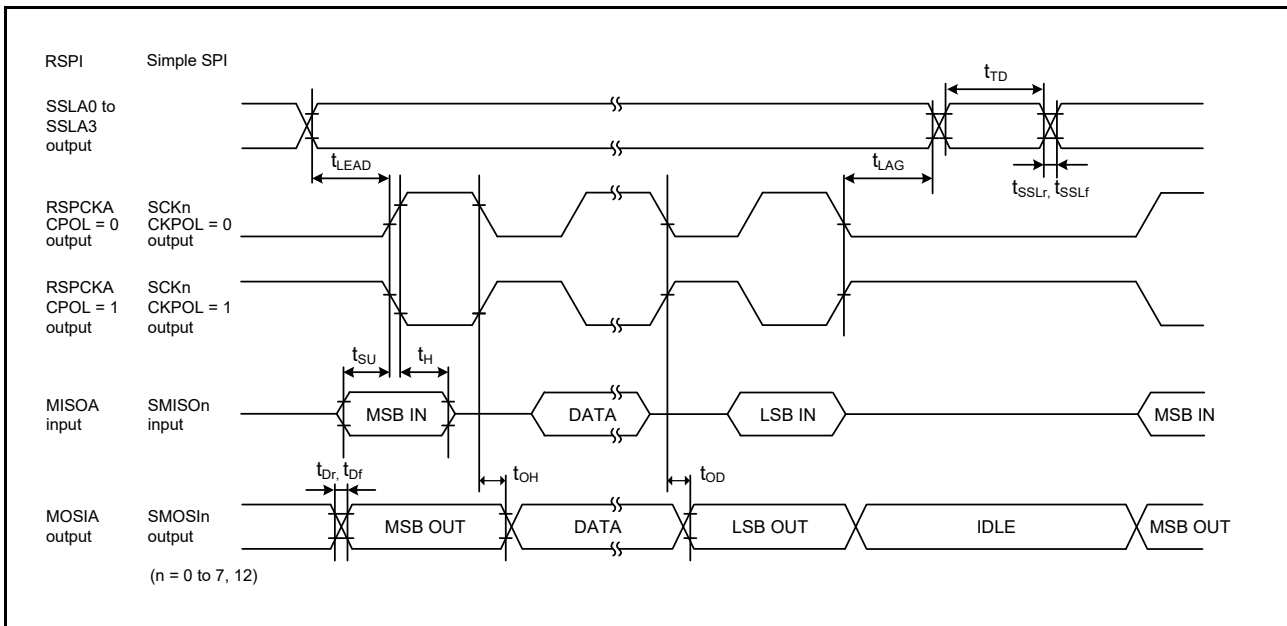 RSPI Simple SPI
SSLA0 to
SSLA3
output
tTD
tLEAD
tLAG
tSSLr, tSSLf
RSPCKA SCKn
CPOL = 0 CKPOL = 0
output output
RSPCKA SCKn
CPOL = 1 CKPOL = 1
output output
tSU tH
MISOA SMISOn
input input
MSB IN DATA LSB IN MSB IN
tDr, tDf tOH tOD
MOSIA SMOSIn
output output
MSB OUT DATA LSB OUT IDLE MSB OUT
(n = 0 to 7, 12)